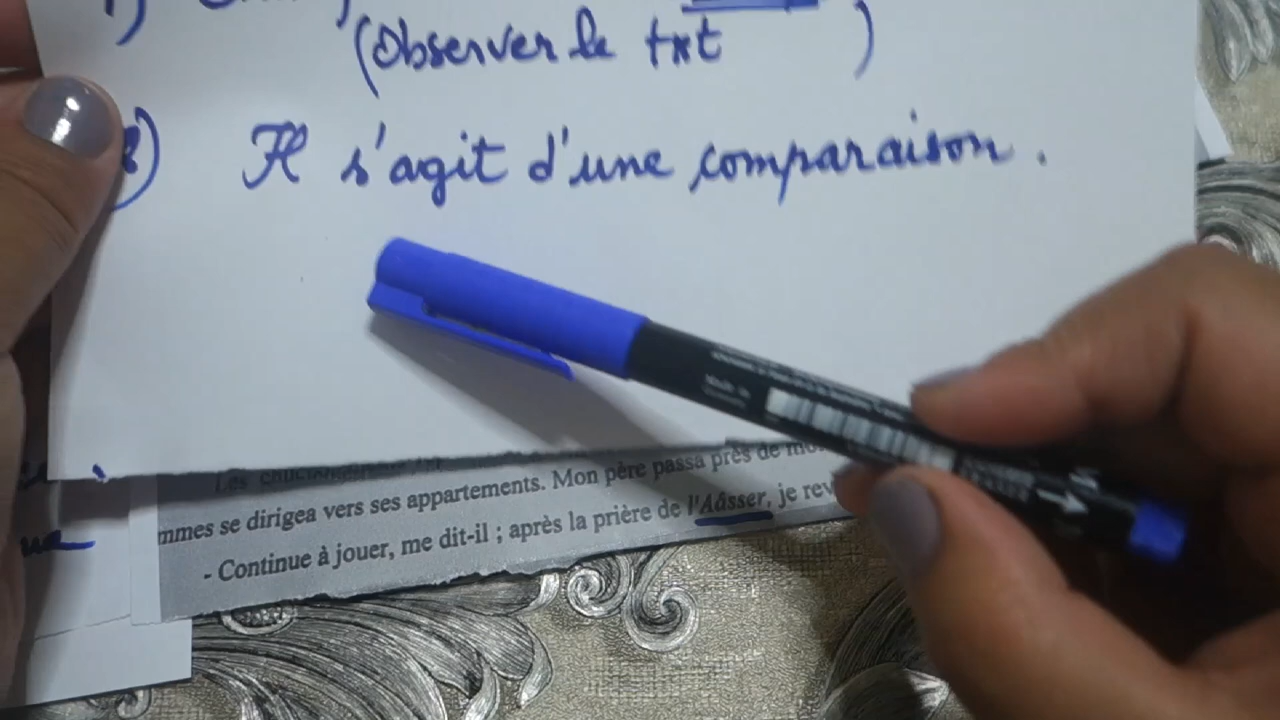 (Observer le txt )
Il s'agit d'une comparaison.
mmes se dirigea vers ses appartements. Mon père passa près de
- Continue à jouer, me dit-il ; après la prière de l'Aâsser, je rev